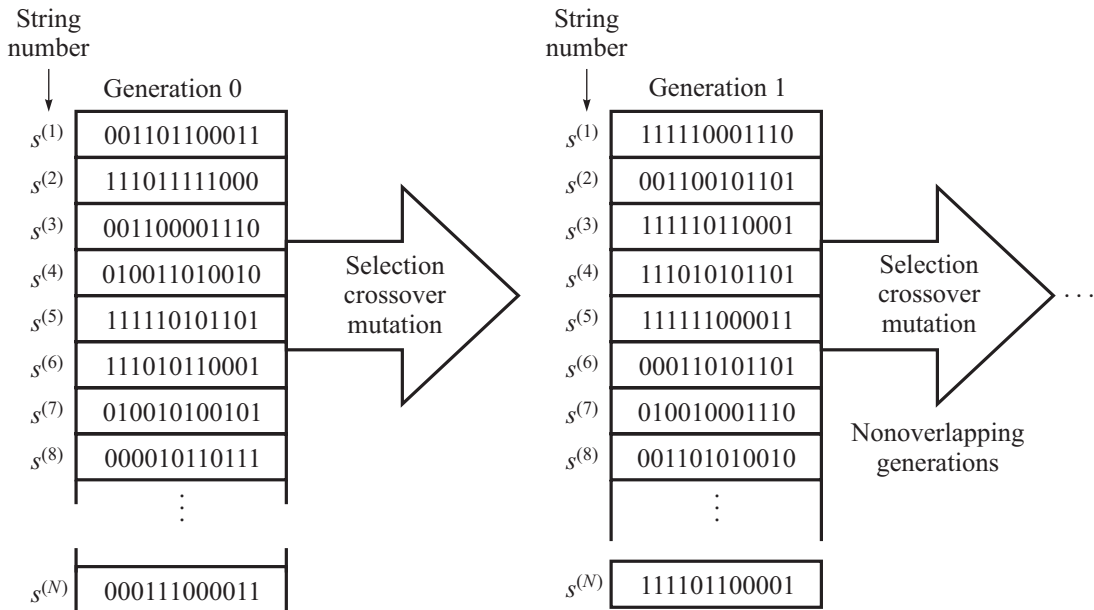 String
number
Generation 0
s(1) 001101100011
s(2) 111011111000
s(3) 001100001110
s(4) 010011010010
s(5) 111110101101
s(6) 111010110001
s(7) 010010100101
s(8) 000010110111
⋮
s(N) 000111000011
Selection
crossover
mutation
String
number
Generation 1
s(1) 111110001110
s(2) 001100101101
s(3) 111110110001
s(4) 111010101101
s(5) 111111000011
s(6) 000110101101
s(7) 010010001110
s(8) 001101010010
⋮
s(N) 111101100001
Selection
crossover
mutation
· · ·
Nonoverlapping
generations